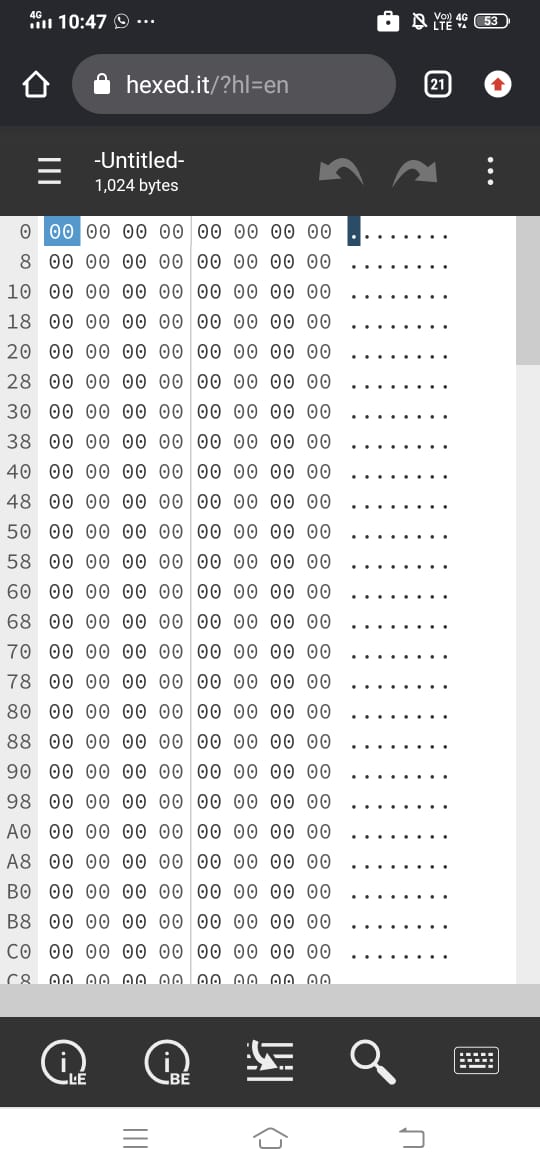 4G 10:47 ... Vo) LTE 4G 53
hexed.it/?hl=en 21
-Untitled-
1,024 bytes
0 00 00 00 00 00 00 00 00 ........
8 00 00 00 00 00 00 00 00 ........
10 00 00 00 00 00 00 00 00 ........
18 00 00 00 00 00 00 00 00 ........
20 00 00 00 00 00 00 00 00 ........
28 00 00 00 00 00 00 00 00 ........
30 00 00 00 00 00 00 00 00 ........
38 00 00 00 00 00 00 00 00 ........
40 00 00 00 00 00 00 00 00 ........
48 00 00 00 00 00 00 00 00 ........
50 00 00 00 00 00 00 00 00 ........
58 00 00 00 00 00 00 00 00 ........
60 00 00 00 00 00 00 00 00 ........
68 00 00 00 00 00 00 00 00 ........
70 00 00 00 00 00 00 00 00 ........
78 00 00 00 00 00 00 00 00 ........
80 00 00 00 00 00 00 00 00 ........
88 00 00 00 00 00 00 00 00 ........
90 00 00 00 00 00 00 00 00 ........
98 00 00 00 00 00 00 00 00 ........
A0 00 00 00 00 00 00 00 00 ........
A8 00 00 00 00 00 00 00 00 ........
B0 00 00 00 00 00 00 00 00 ........
B8 00 00 00 00 00 00 00 00 ........
C0 00 00 00 00 00 00 00 00 ........
C8 00 00 00 00 00 00 00 00
i LE i BE